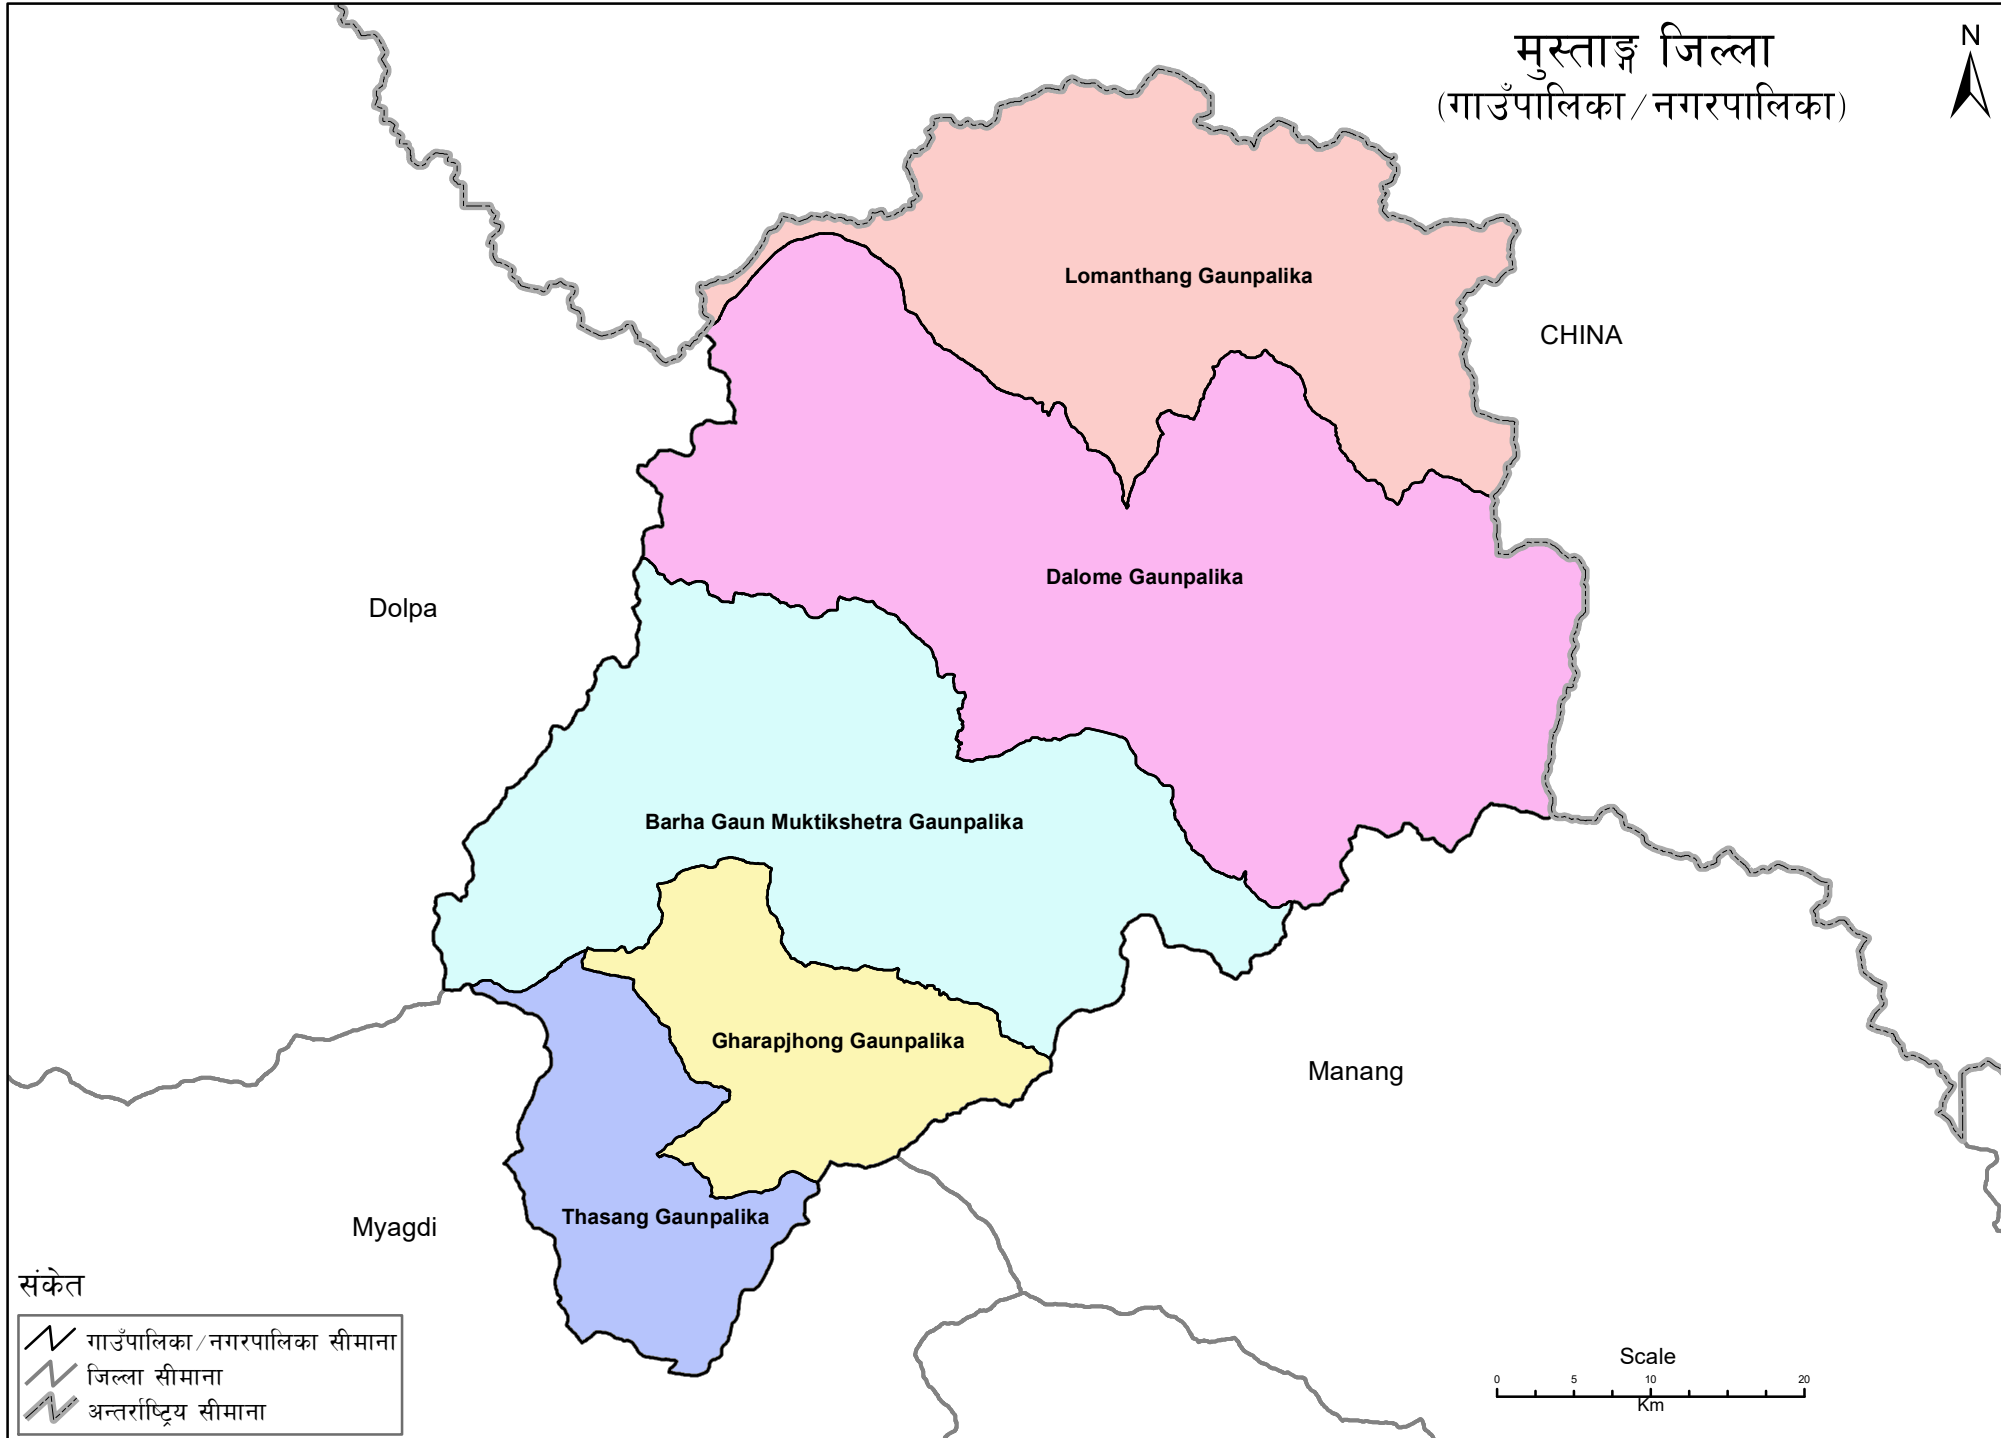 मुस्ताङ्ग जिल्ला
(गाउँपालिका/नगरपालिका)
N
Lomanthang Gaunpalika
CHINA
Dalome Gaunpalika
Dolpa
Barha Gaun Muktikshetra Gaunpalika
Gharapjhong Gaunpalika
Manang
Thasang Gaunpalika
Myagdi
संकेत
गाउँपालिका/नगरपालिका सीमाना
जिल्ला सीमाना
अन्तर्राष्ट्रिय सीमाना
Scale
0 5 10 20
Km